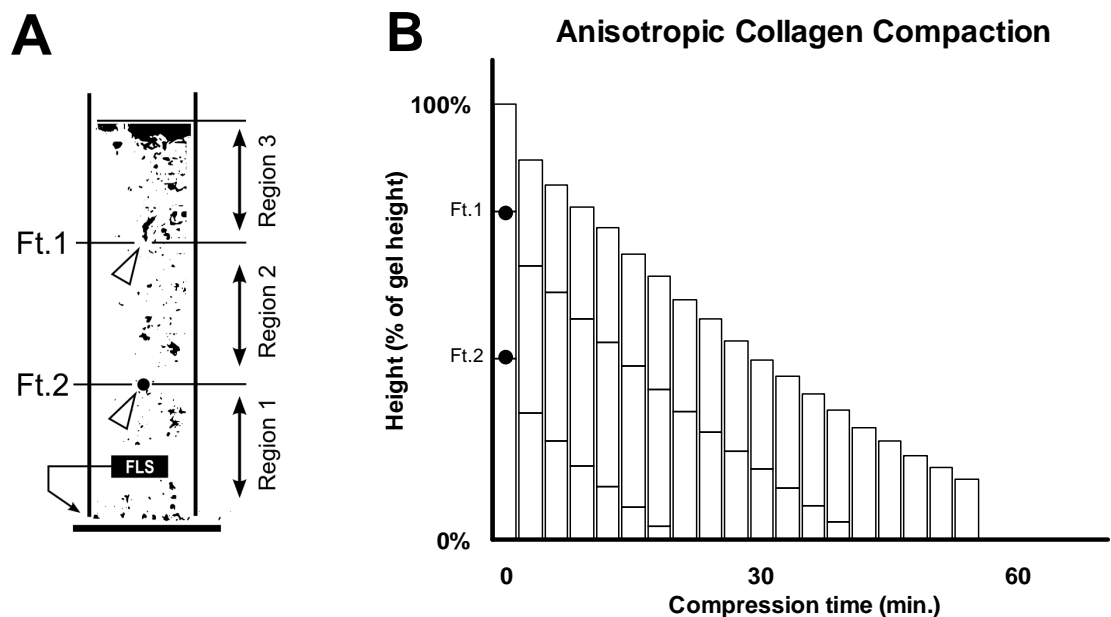 A
Ft.1
Ft.2
FLS
Region 3
Region 2
Region 1
B
Anisotropic Collagen Compaction
Height (% of gel height)
100%
Ft.1
Ft.2
0%
0
30
60
Compression time (min.)